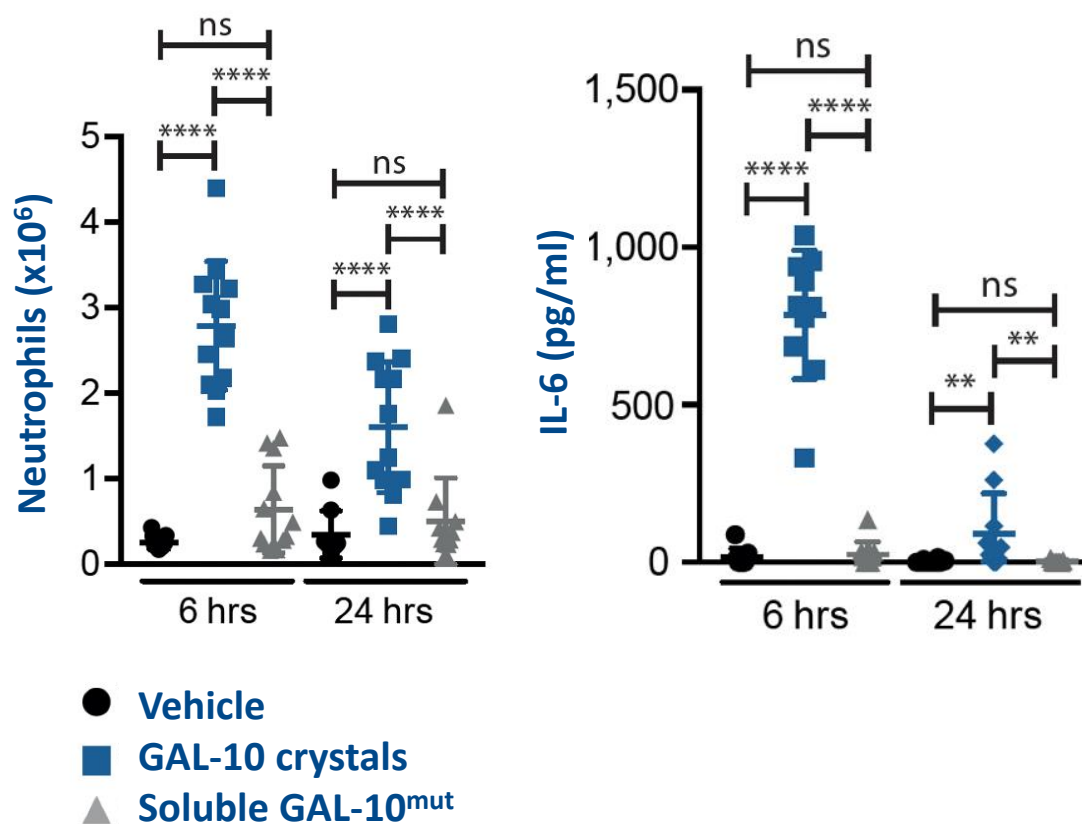 Neutrophils (x10⁶)
5
4
3
2
1
0
ns
****
****
ns
****
****
6 hrs
24 hrs
IL-6 (pg/ml)
1,500
1,000
500
0
ns
****
****
ns
**
**
6 hrs
24 hrs
Vehicle
GAL-10 crystals
Soluble GAL-10ᵐᵘᵗ